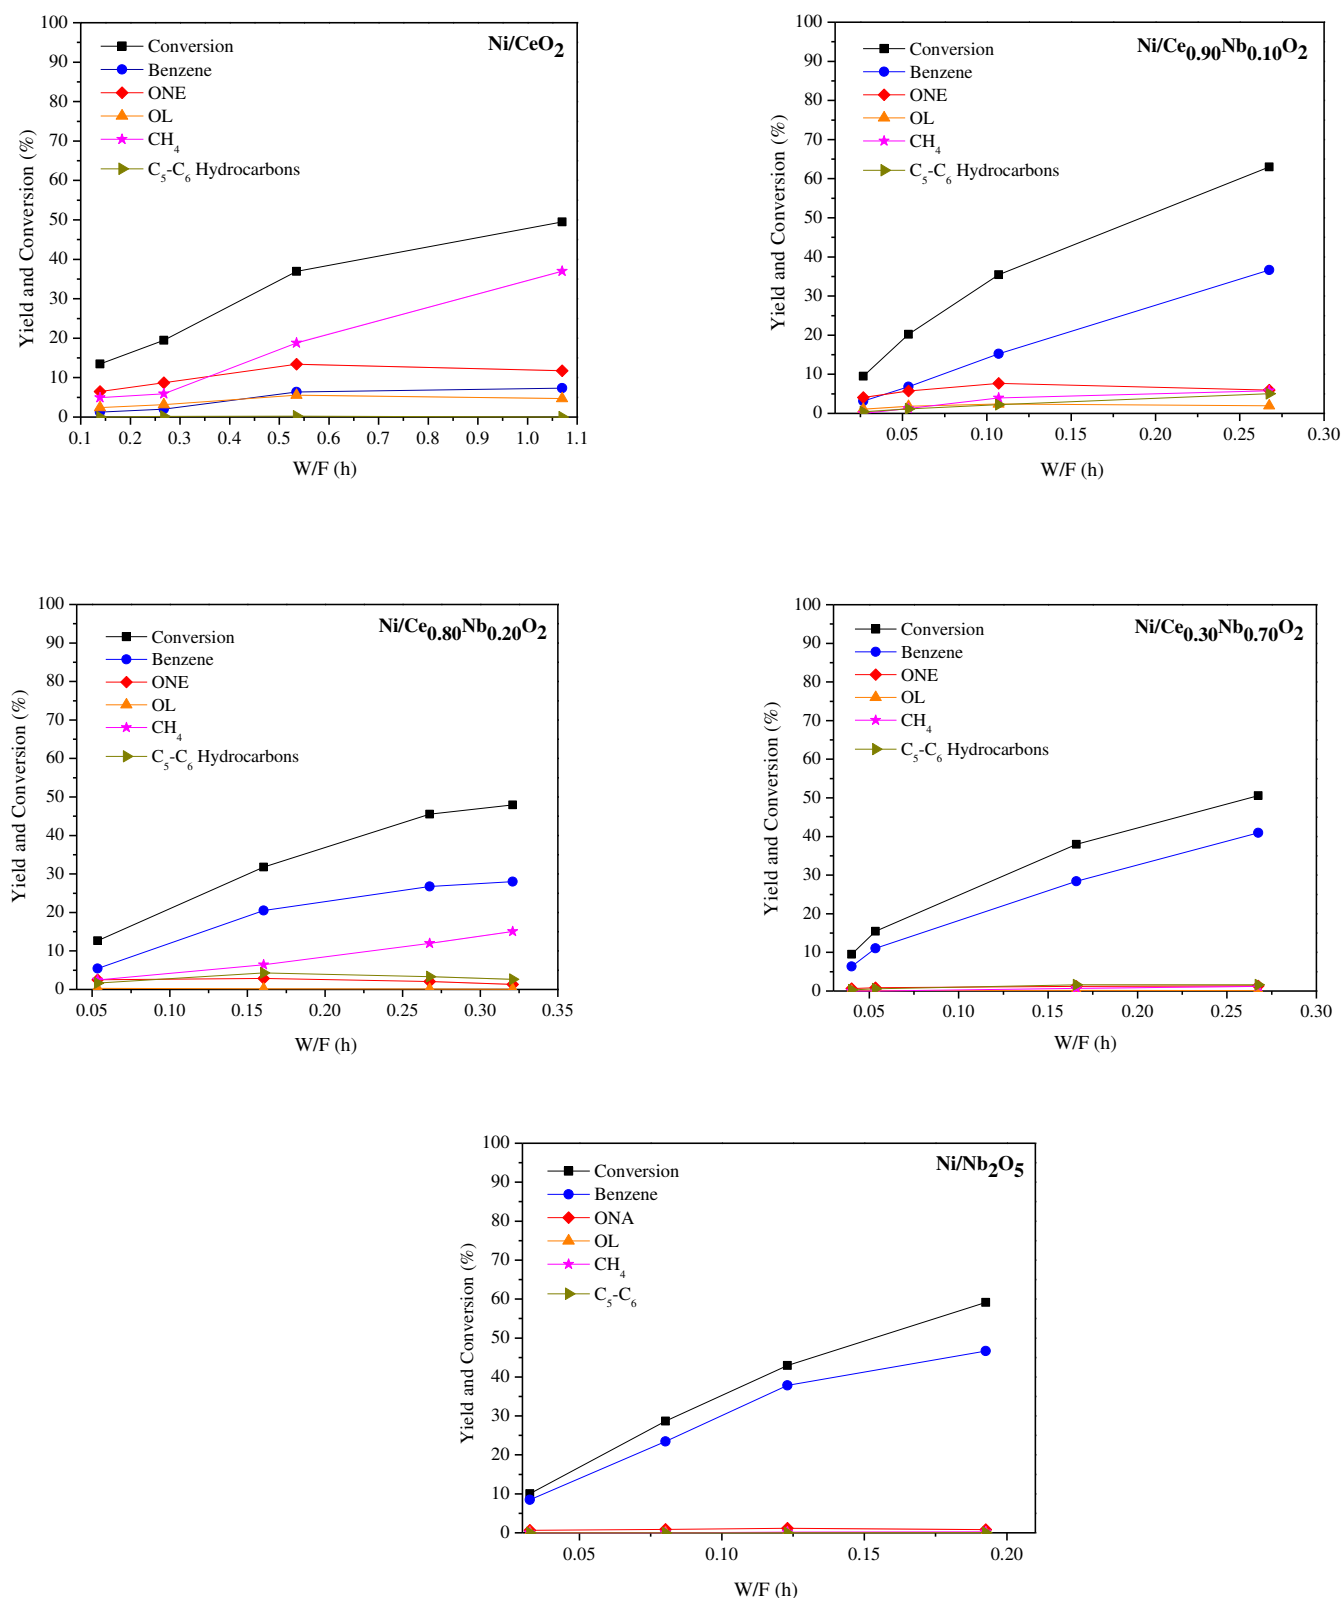 Ni/CeO2
Yield and Conversion (%)
100
90
80
70
60
50
40
30
20
10
0
Conversion
Benzene
ONE
OL
CH4
C5-C6 Hydrocarbons
0.1 0.2 0.3 0.4 0.5 0.6 0.7 0.8 0.9 1.0 1.1
W/F (h)
Ni/Ce0.90Nb0.10O2
Yield and Conversion (%)
100
90
80
70
60
50
40
30
20
10
0
Conversion
Benzene
ONE
OL
CH4
C5-C6 Hydrocarbons
0.05 0.10 0.15 0.20 0.25 0.30
W/F (h)
Ni/Ce0.80Nb0.20O2
Yield and Conversion (%)
100
90
80
70
60
50
40
30
20
10
0
Conversion
Benzene
ONE
OL
CH4
C5-C6 Hydrocarbons
0.05 0.10 0.15 0.20 0.25 0.30 0.35
W/F (h)
Ni/Ce0.30Nb0.70O2
Yield and Conversion (%)
100
90
80
70
60
50
40
30
20
10
0
Conversion
Benzene
ONE
OL
CH4
C5-C6 Hydrocarbons
0.05 0.10 0.15 0.20 0.25 0.30
W/F (h)
Ni/Nb2O5
Yield and Conversion (%)
100
90
80
70
60
50
40
30
20
10
0
Conversion
Benzene
ONA
OL
CH4
C5-C6
0.05 0.10 0.15 0.20
W/F (h)